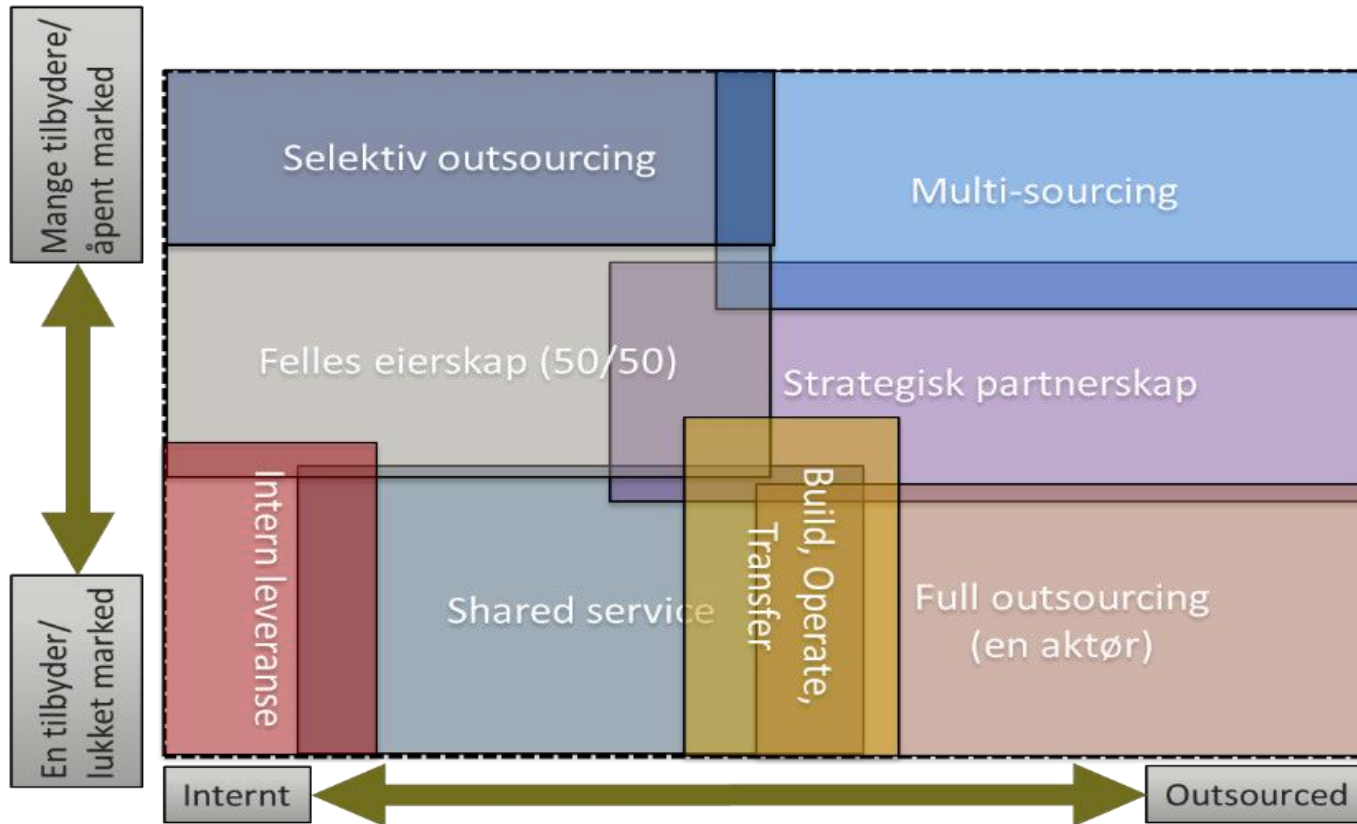 Mange tilbydere/
åpent marked
Selektiv outsourcing
Multi-sourcing
Felles eierskap (50/50)
Strategisk partnerskap
Intern leveranse
Shared service
Build, Operate,
Transfer
Full outsourcing
(en aktør)
En tilbyder/
lukket marked
Internt
Outsourced